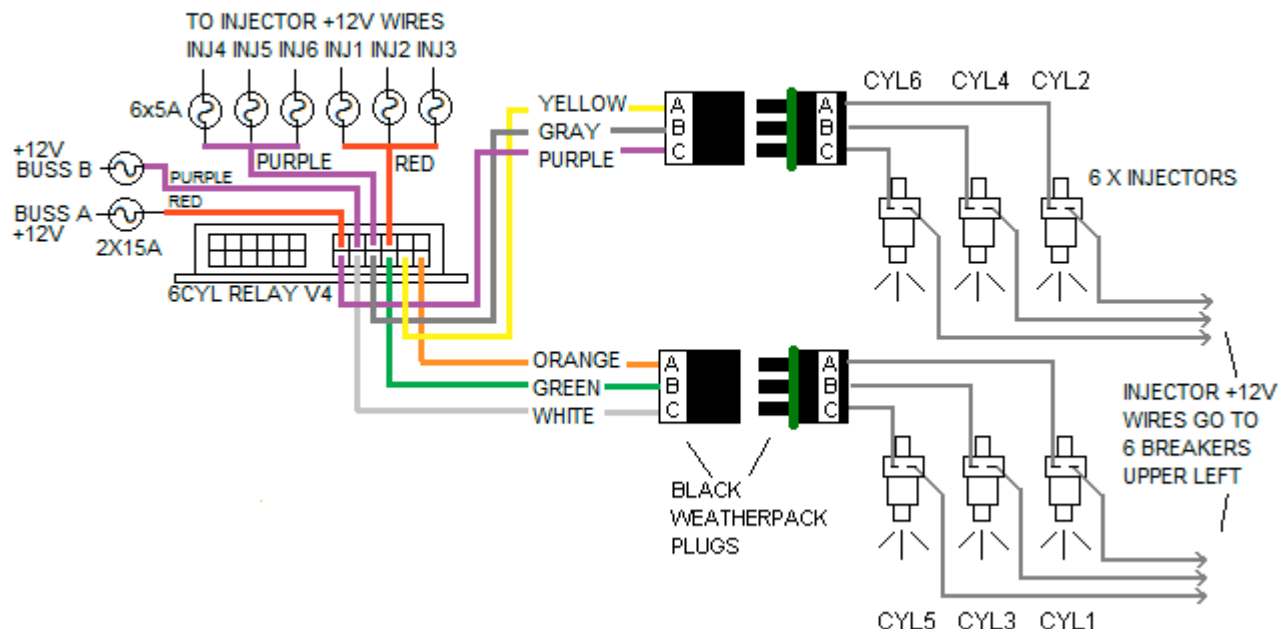 TO INJECTOR +12V WIRES
INJ4 INJ5 INJ6 INJ1 INJ2 INJ3
6x5A
PURPLE
RED
+12V
BUSS B
PURPLE
RED
BUSS A
+12V
2X15A
6CYL RELAY V4
YELLOW
GRAY
PURPLE
A
B
C
A
B
C
CYL6 CYL4 CYL2
6 X INJECTORS
ORANGE
GREEN
WHITE
A
B
C
A
B
C
BLACK
WEATHERPACK
PLUGS
INJECTOR +12V
WIRES GO TO
6 BREAKERS
UPPER LEFT
CYL5 CYL3 CYL1